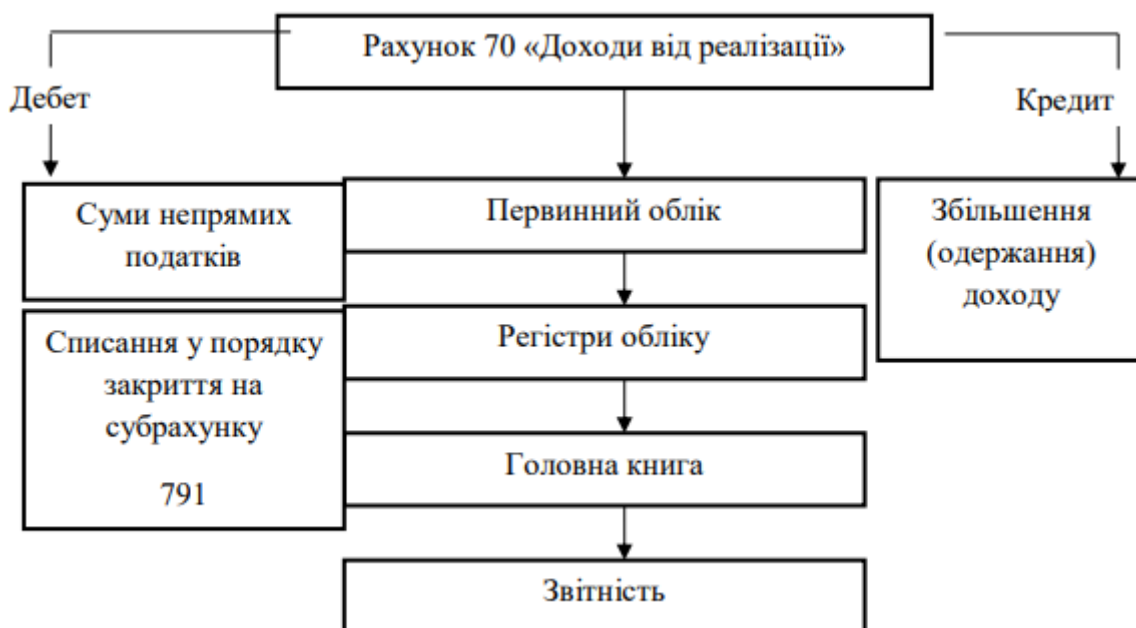 Рахунок 70 «Доходи від реалізації»
Дебет
Кредит
Суми непрямих
податків
Списання у порядку
закриття на
субрахунку
791
Первинний облік
Регістри обліку
Головна книга
Звітність
Збільшення
(одержання)
доходу